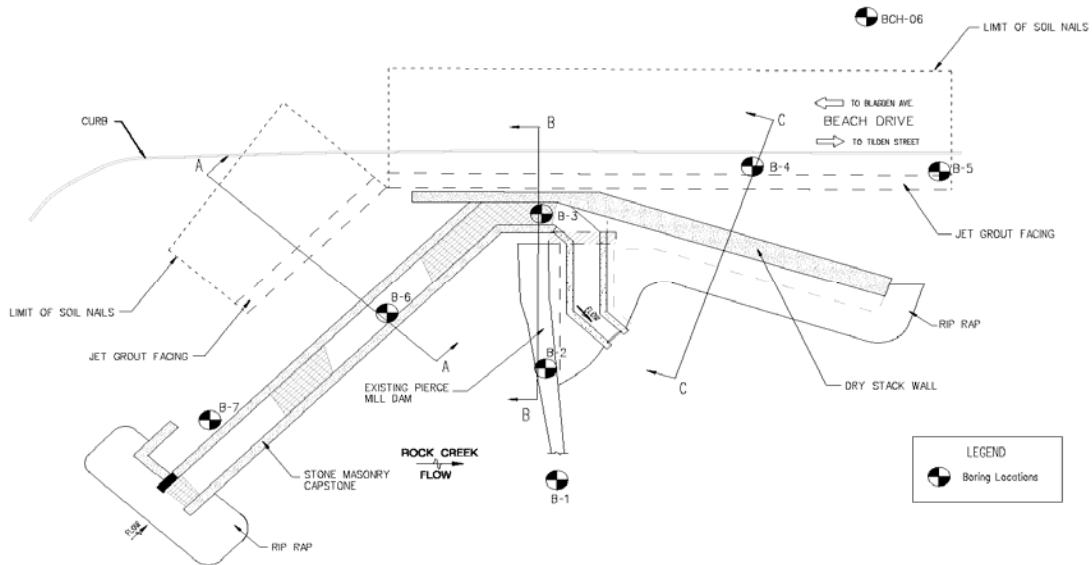 BCH-06
LIMIT OF SOIL NAILS
TO BLAGDEN AVE.
BEACH DRIVE
TO TILDEN STREET
CURB
A
B
C
B-4
B-5
B-3
JET GROUT FACING
LIMIT OF SOIL NAILS
B-6
FLOW
RIP RAP
JET GROUT FACING
A
B-2
C
EXISTING PIERCE
MILL DAM
DRY STACK WALL
B
B-7
ROCK CREEK
FLOW
STONE MASONRY
CAPSTONE
B-1
LEGEND
Boring Locations
FLOW
RIP RAP